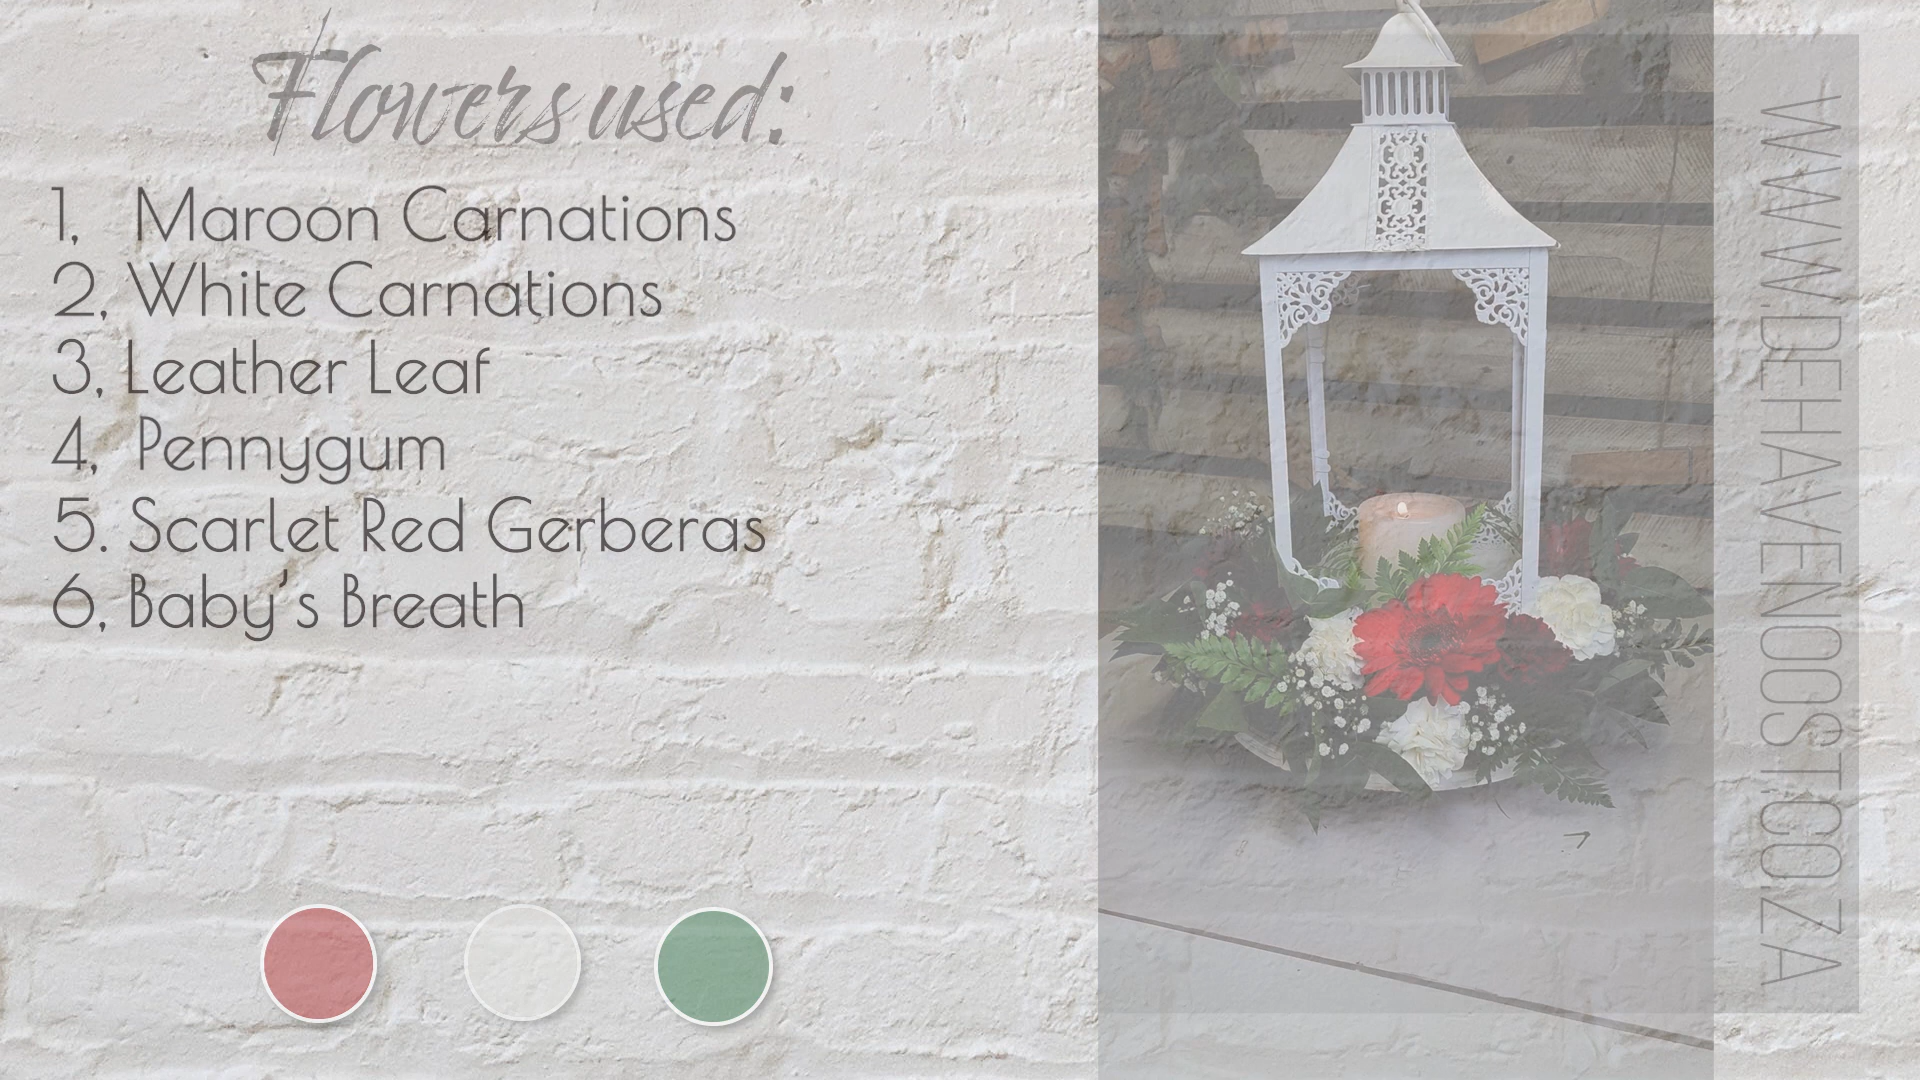 Flowers used:
1, Maroon Carnations
2, White Carnations
3, Leather Leaf
4, Pennygum
5. Scarlet Red Gerberas
6, Baby's Breath
WWW.DEHAVENOOST.CO.ZA